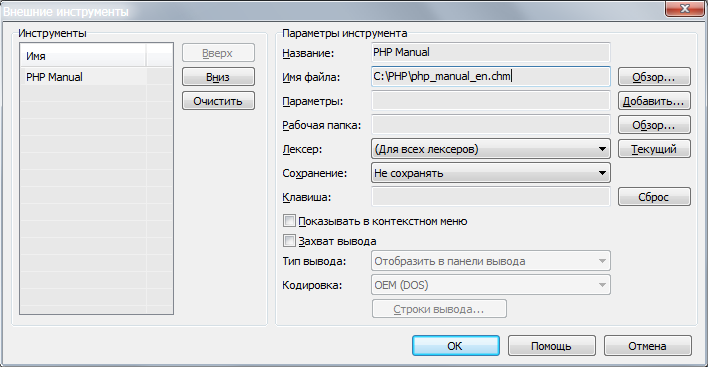 Внешние инструменты
Инструменты
Имя
PHP Manual
Вверх
Вниз
Очистить
Параметры инструмента
Название: PHP Manual
Имя файла: C:\PHP\php_manual_en.chm Обзор...
Параметры: Добавить...
Рабочая папка: Обзор...
Лексер: (Для всех лексеров) Текущий
Сохранение: Не сохранять
Клавиша: Сброс
Показывать в контекстном меню
Захват вывода
Тип вывода: Отобразить в панели вывода
Кодировка: OEM (DOS)
Строки вывода...
OK Помощь Отмена